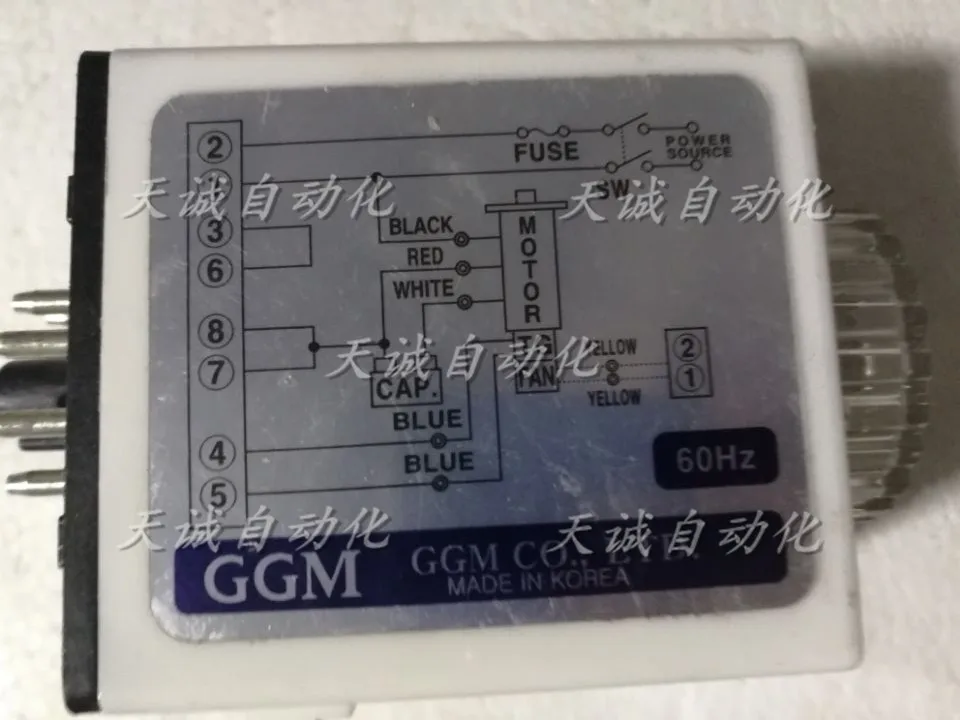 ②
FUSE
POWER
SOURCE
SW
天诚自动化
天诚自动化
③
BLACK
MOTOR
RED
⑥
WHITE
⑧
天诚自动化
YELLOW
②
⑦
CAP.
FAN
①
YELLOW
BLUE
④
BLUE
60Hz
⑤
天诚自动化
天诚自动化
GGM
GGM CO., LTD.
MADE IN KOREA